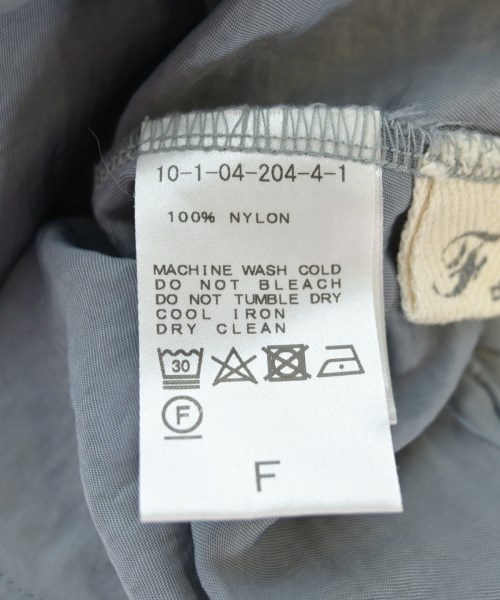 10-1-04-204-4-1
100% NYLON
MACHINE WASH COLD
DO NOT BLEACH
DO NOT TUMBLE DRY
COOL IRON
DRY CLEAN
30
F
F